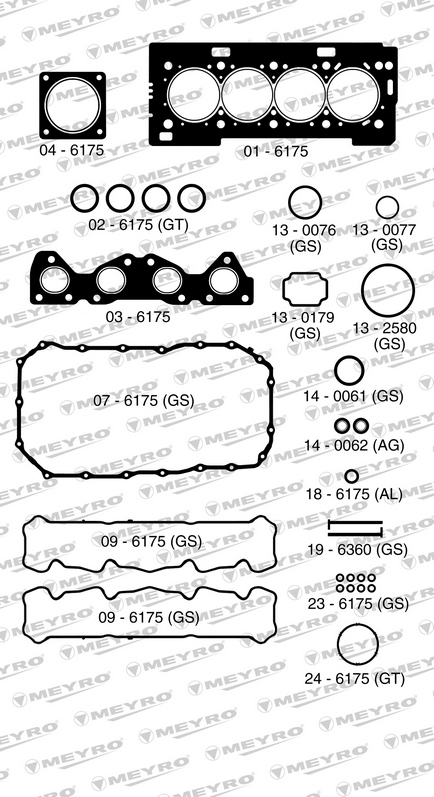 04 - 6175
01 - 6175
02 - 6175 (GT)
13 - 0076
(GS)
13 - 0077
(GS)
03 - 6175
13 - 0179
(GS)
13 - 2580
(GS)
07 - 6175 (GS)
14 - 0061 (GS)
14 - 0062 (AG)
18 - 6175 (AL)
09 - 6175 (GS)
19 - 6360 (GS)
23 - 6175 (GS)
09 - 6175 (GS)
24 - 6175 (GT)
MEYRO